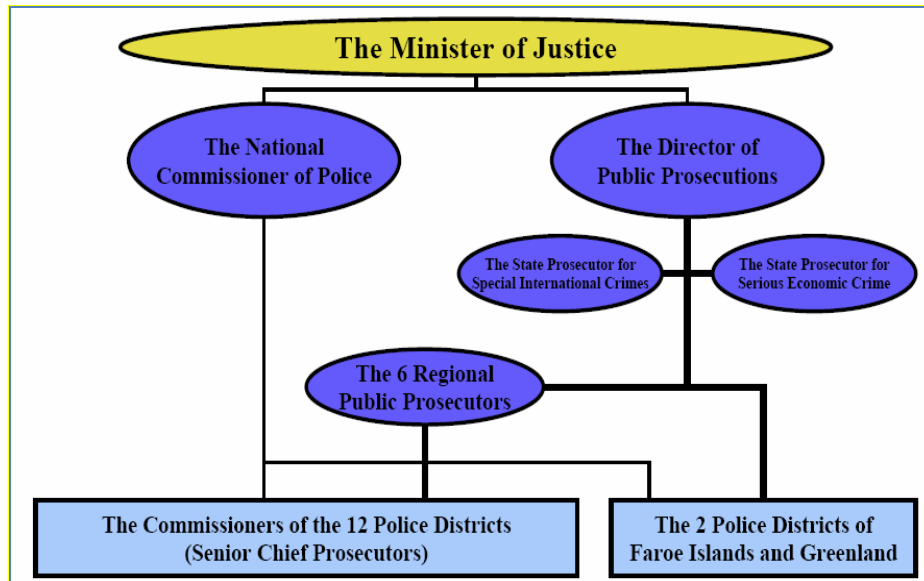 The Minister of Justice
The National
Commissioner of Police
The Director of
Public Prosecutions
The State Prosecutor for
Special International Crimes
The State Prosecutor for
Serious Economic Crime
The 6 Regional
Public Prosecutors
The Commissioners of the 12 Police Districts
(Senior Chief Prosecutors)
The 2 Police Districts of
Faroe Islands and Greenland